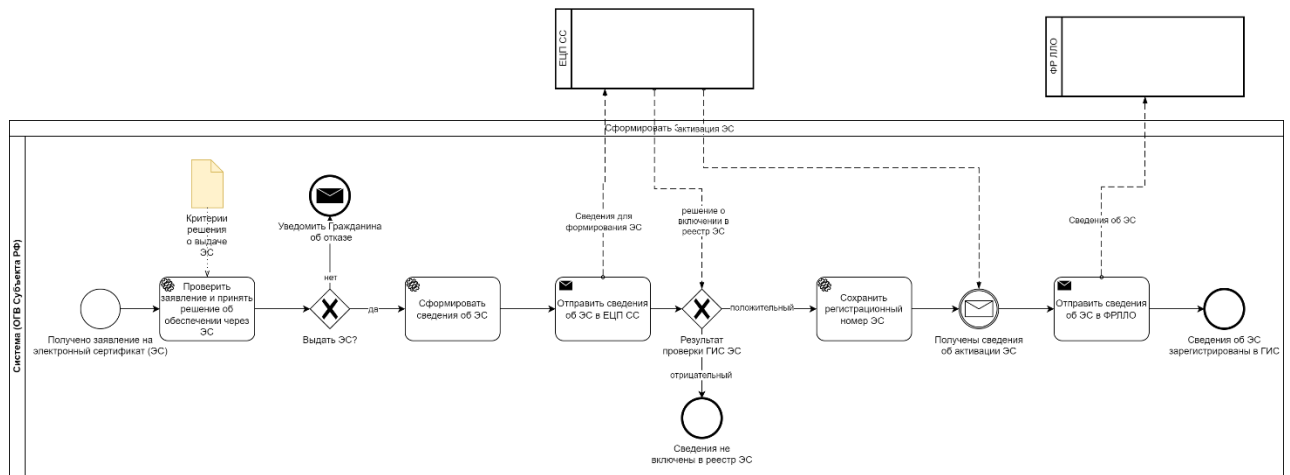 ЕЦП СС
ФР ЛЛО
Сформировать Э
активация ЭС
Система (ОГВ Субъекта РФ)
Критерии
решения
о выдаче
ЭС
Уведомить Гражданина
об отказе
Сведения для
формирования ЭС
решение о
включении в
реестр ЭС
Сведения об ЭС
Получено заявление на
электронный сертификат (ЭС)
Проверить
заявление и принять
решение об
обеспечении через
ЭС
нет
Выдать ЭС?
да
Сформировать
сведения об ЭС
Отправить сведения
об ЭС в ЕЦП СС
Результат
проверки ГИС ЭС
положительный
отрицательный
Сведения не
включены в реестр ЭС
Сохранить
регистрационный
номер ЭС
Получены сведения
об активации ЭС
Отправить сведения
об ЭС в ФРЛЛО
Сведения об ЭС
зарегистрированы в ГИС